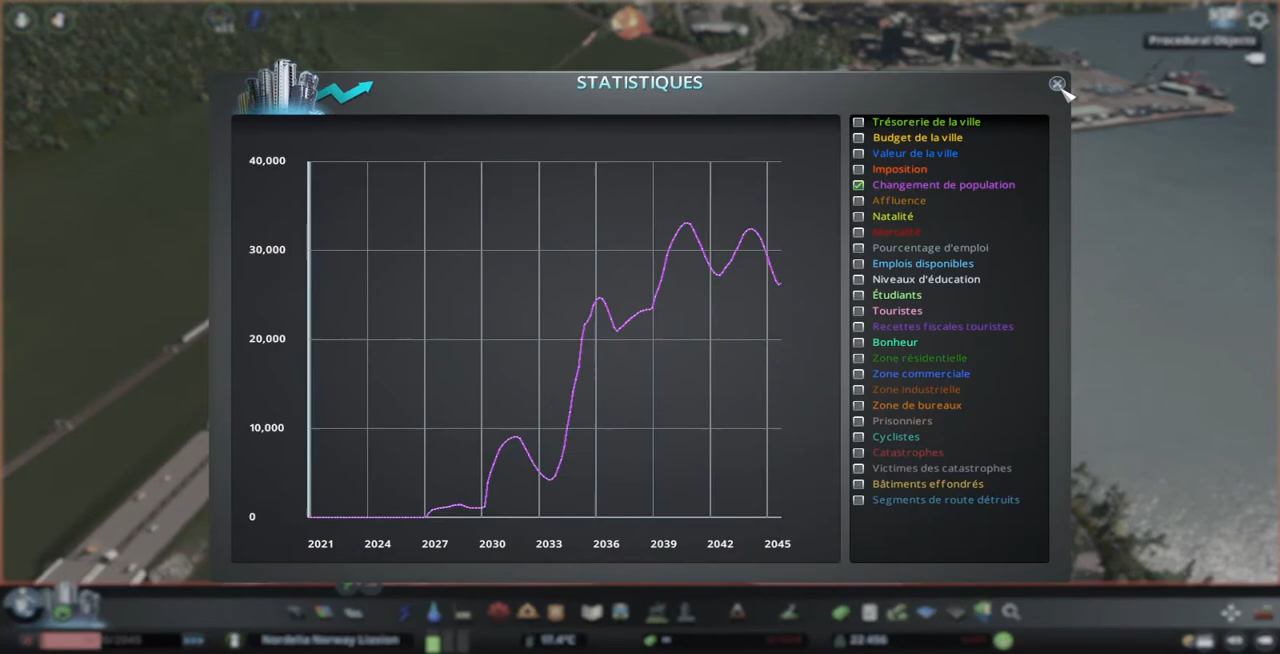 Procedural Objects
STATISTIQUES
40,000
30,000
20,000
10,000
0
2021 2024 2027 2030 2033 2036 2039 2042 2045
Trésorerie de la ville
Budget de la ville
Valeur de la ville
Imposition
Changement de population
Affluence
Natalité
Mortalité
Pourcentage d'emploi
Emplois disponibles
Niveaux d'éducation
Étudiants
Touristes
Recettes fiscales touristes
Bonheur
Zone résidentielle
Zone commerciale
Zone industrielle
Zone de bureaux
Prisonniers
Cyclistes
Catastrophes
Victimes des catastrophes
Bâtiments effondrés
Segments de route détruits
Nordelia Norway Liasion
17.4°C
22 456